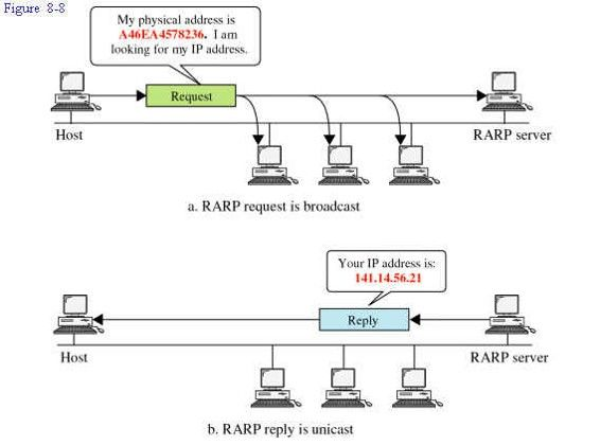 Figure 8-8
My physical address is
A46EA4578236. I am
looking for my IP address.
Request
Host
RARP server
a. RARP request is broadcast
Your IP address is:
141.14.56.21
Reply
Host
RARP server
b. RARP reply is unicast